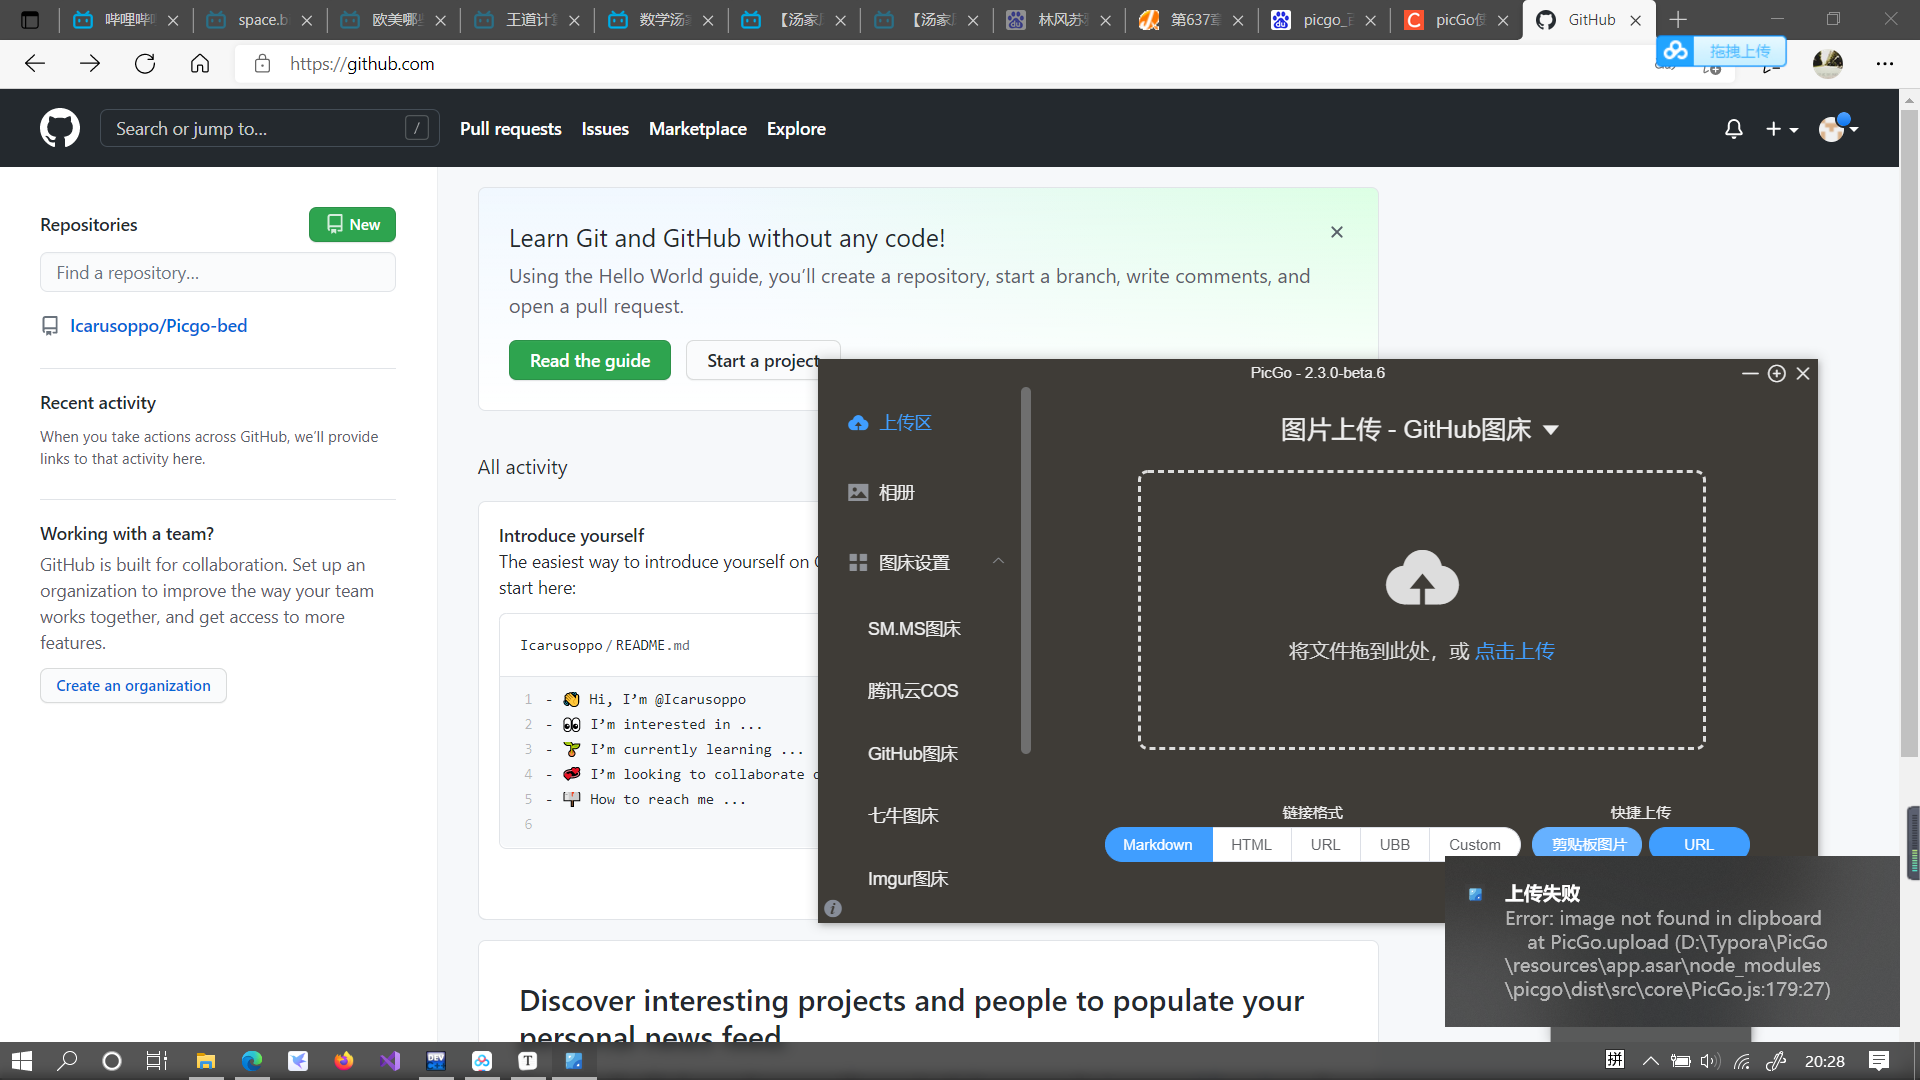 哔哩哔哩
space.b
欧美哪
王道计算
数学汤
【汤家
【汤家
林风苏
第637章
picgo_
picGo使
GitHub
https://github.com
拖拽上传
Search or jump to...
/
Pull requests
Issues
Marketplace
Explore
Repositories
New
Find a repository...
Icarusoppo/Picgo-bed
Recent activity
When you take actions across GitHub, we’ll provide
links to that activity here.
Working with a team?
GitHub is built for collaboration. Set up an
organization to improve the way your team
works together, and get access to more
features.
Create an organization
Learn Git and GitHub without any code!
Using the Hello World guide, you’ll create a repository, start a branch, write comments, and
open a pull request.
Read the guide
Start a project
All activity
Introduce yourself
The easiest way to introduce yourself on
start here:
Icarusoppo / README.md
1 - 👋 Hi, I’m @Icarusoppo
2 - 👀 I’m interested in ...
3 - 🌱 I’m currently learning ...
4 - 💞️ I’m looking to collaborate o
5 - 📫 How to reach me ...
6
Discover interesting projects and people to populate your
personal news feed
PicGo - 2.3.0-beta.6
上传区
相册
图床设置
SM.MS图床
腾讯云COS
GitHub图床
七牛图床
Imgur图床
图片上传 - GitHub图床
将文件拖到此处，或 点击上传
链接格式
Markdown
HTML
URL
UBB
Custom
快捷上传
剪贴板图片
URL
上传失败
Error: image not found in clipboard
at PicGo.upload (D:\Typora\PicGo
\resources\app.asar\node_modules
\picgo\dist\src\core\PicGo.js:179:27)
DEV
T
拼
20:28